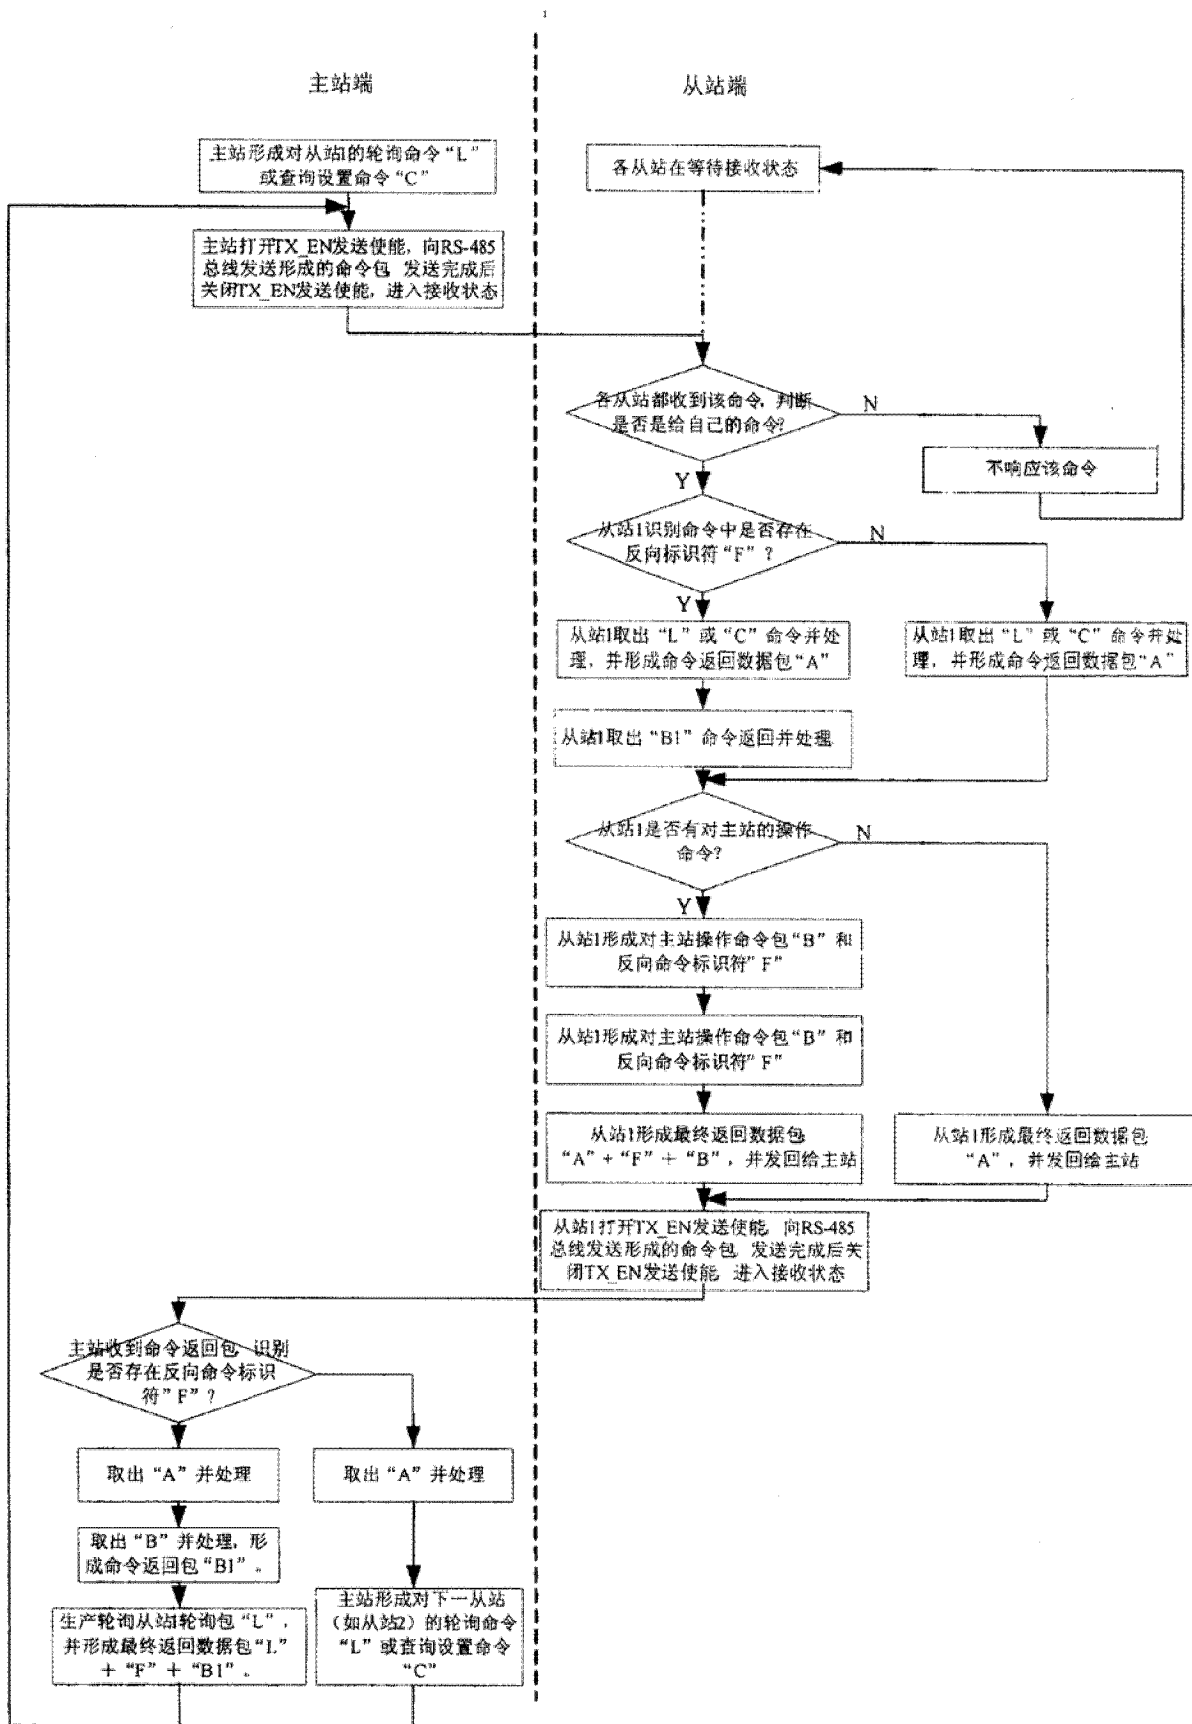 1
主站端
从站端
主站形成对从站1的轮询命令“L”
或查询设置命令“C”
各从站在等待接收状态
主站打开TX_EN发送使能，向RS-485
总线发送形成的命令包，发送完成后
关闭TX_EN发送使能，进入接收状态
各从站都收到该命令，判断
是否是给自己的命令?
N
不响应该命令
Y
从站1识别命令中是否存在
反向标识符“F”？
N
Y
从站1取出“L”或“C”命令并处
理，并形成命令返回数据包“A”
从站1取出“L”或“C”命令并处
理，并形成命令返回数据包“A”
从站1取出“B1”命令返回并处理
从站1是否有对主站的操作
命令？
N
Y
从站1形成对主站操作命令包“B”和
反向命令标识符”F”
从站1形成对主站操作命令包“B”和
反向命令标识符”F”
从站1形成最终返回数据包
“A”+“F”+“B”，并发回给主站
从站1形成最终返回数据包
“A”，并发回给主站
从站1打开TX_EN发送使能，向RS-485
总线发送形成的命令包，发送完成后关
闭TX_EN发送使能，进入接收状态
主站收到命令返回包，识别
是否存在反向命令标识
符”F”？
取出“A”并处理
取出“A”并处理
取出“B”并处理，形
成命令返回包“B1”。
生产轮询从站1轮询包“L”，
并形成最终返回数据包“L”
+“F”+“B1”。
主站形成对下一从站
（如从站2）的轮询命令
“L”或查询设置命令
“C”